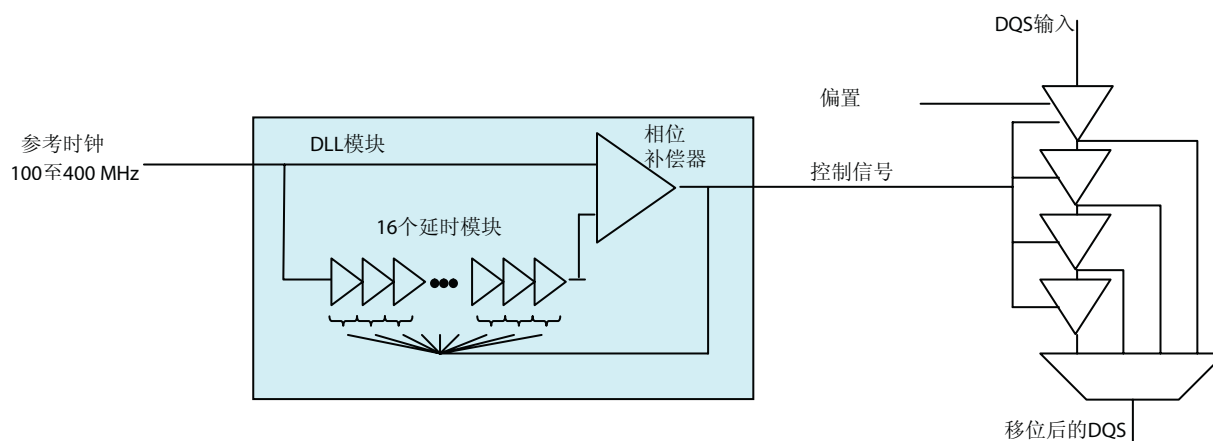 DQS输入
偏置
参考时钟
100至400 MHz
DLL模块
相位
补偿器
控制信号
16个延时模块
移位后的DQS